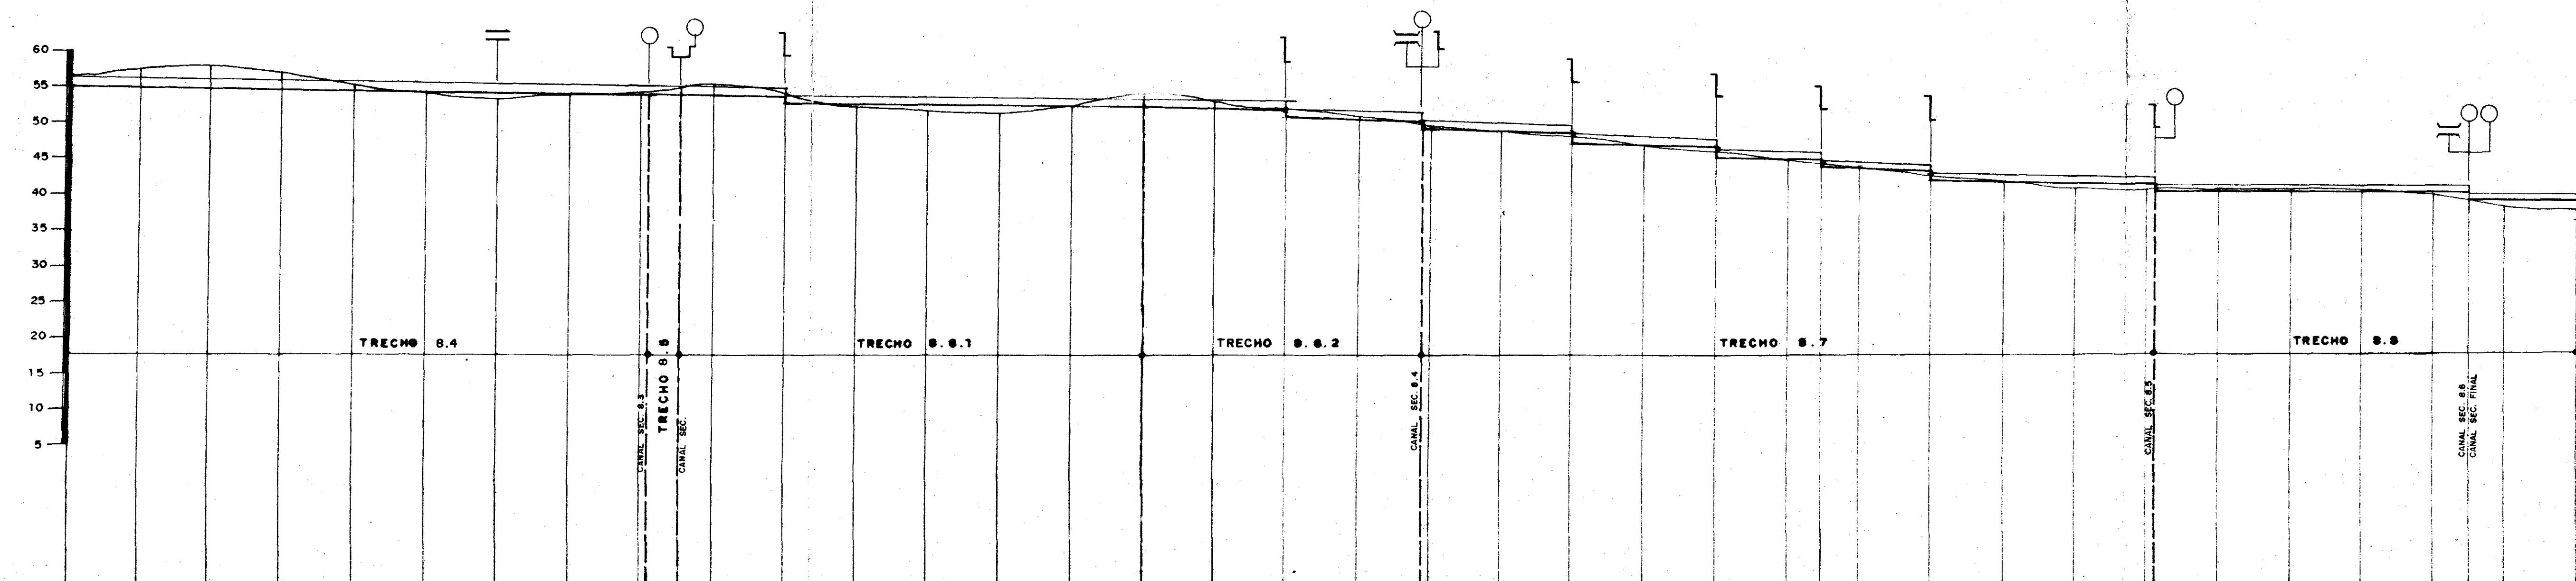 60
55
50
45
40
35
30
25
20
15
10
5
TRECHO 8.4
TRECHO 8.5
TRECHO 8.6.1
TRECHO 8.6.2
TRECHO 8.7
TRECHO 8.8
CANAL SEC. 8.3
CANAL SEC.
CANAL SEC. 8.4
CANAL SEC. 8.5
CANAL SEC. 8.6
CANAL SEC. FINAL